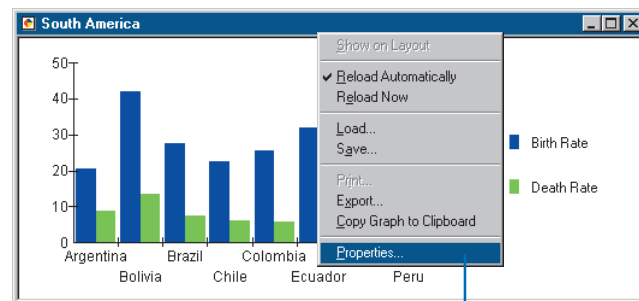 South America
Show on Layout
Reload Automatically
Reload Now
Load...
Save...
Print...
Export...
Copy Graph to Clipboard
Properties...
50
40
30
20
10
0
Argentina
Bolivia
Brazil
Chile
Colombia
Ecuador
Peru
Birth Rate
Death Rate